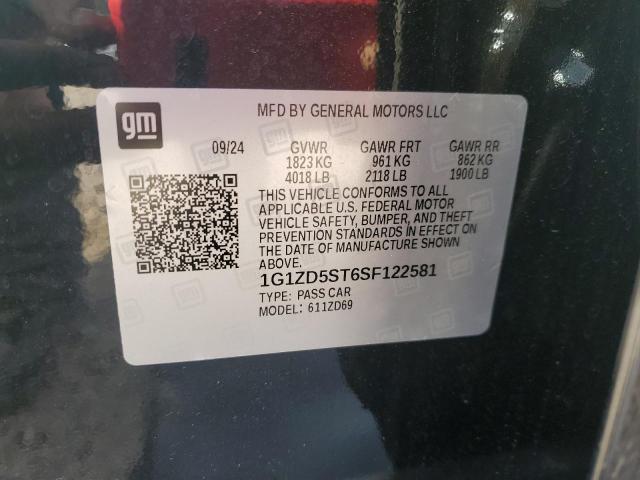 gm
MFD BY GENERAL MOTORS LLC
09/24 GVWR GAWR FRT GAWR RR
1823 KG 961 KG 862 KG
4018 LB 2118 LB 1900 LB
THIS VEHICLE CONFORMS TO ALL
APPLICABLE U.S. FEDERAL MOTOR
VEHICLE SAFETY, BUMPER, AND THEFT
PREVENTION STANDARDS IN EFFECT ON
THE DATE OF MANUFACTURE SHOWN
ABOVE.
1G1ZD5ST6SF122581
TYPE: PASS CAR
MODEL: 611ZD69